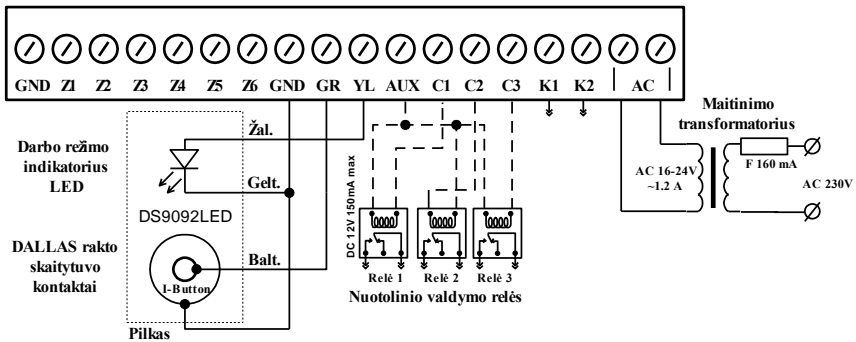 GND Z1 Z2 Z3 Z4 Z5 Z6 GND GR YL AUX C1 C2 C3 K1 K2 AC
Žal.
Darbo režimo
indikatorius
LED
Gelt.
DS9092LED
DALLAS rakto
skaitytuvo
kontaktai
Balt.
I-Button
Pilkas
DC 12V 150mA max
Relė 1 Relė 2 Relė 3
Nuotolinio valdymo relės
Maitinimo
transformatorius
F 160 mA
AC 16-24V
~1.2 A
AC 230V